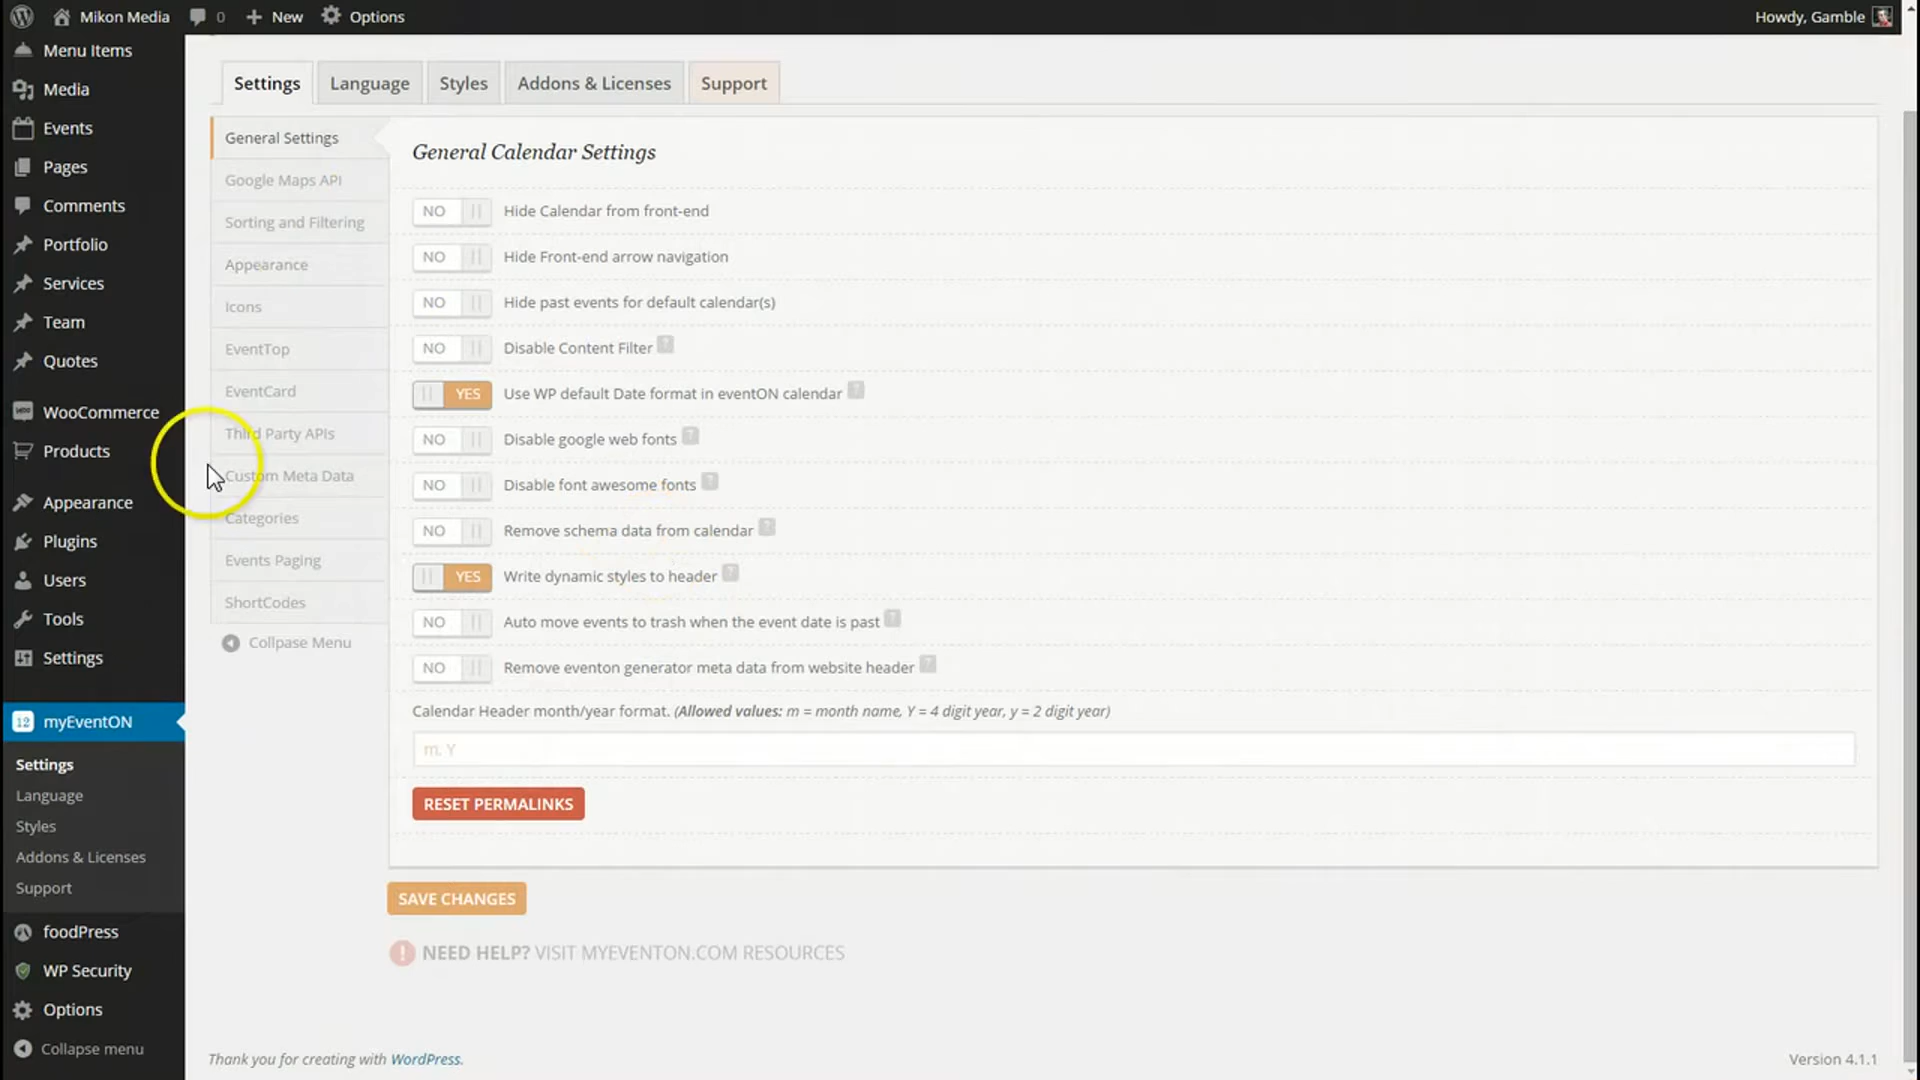 Mikon Media 0 New Options Howdy, Gamble
Menu Items
Media
Events
Pages
Comments
Portfolio
Services
Team
Quotes
WooCommerce
Products
Appearance
Plugins
Users
Tools
Settings
12 myEventON
Settings
Language
Styles
Addons & Licenses
Support
foodPress
WP Security
Options
Collapse menu
Settings Language Styles Addons & Licenses Support
General Settings
Google Maps API
Sorting and Filtering
Appearance
Icons
EventTop
EventCard
Third Party APIs
Custom Meta Data
Categories
Events Paging
ShortCodes
Collpase Menu
General Calendar Settings
NO Hide Calendar from front-end
NO Hide Front-end arrow navigation
NO Hide past events for default calendar(s)
NO Disable Content Filter ?
YES Use WP default Date format in eventON calendar ?
NO Disable google web fonts ?
NO Disable font awesome fonts ?
NO Remove schema data from calendar ?
YES Write dynamic styles to header ?
NO Auto move events to trash when the event date is past ?
NO Remove eventon generator meta data from website header ?
Calendar Header month/year format. (Allowed values: m = month name, Y = 4 digit year, y = 2 digit year)
m. Y
RESET PERMALINKS
SAVE CHANGES
! NEED HELP? VISIT MYEVENTON.COM RESOURCES
Thank you for creating with WordPress. Version 4.1.1